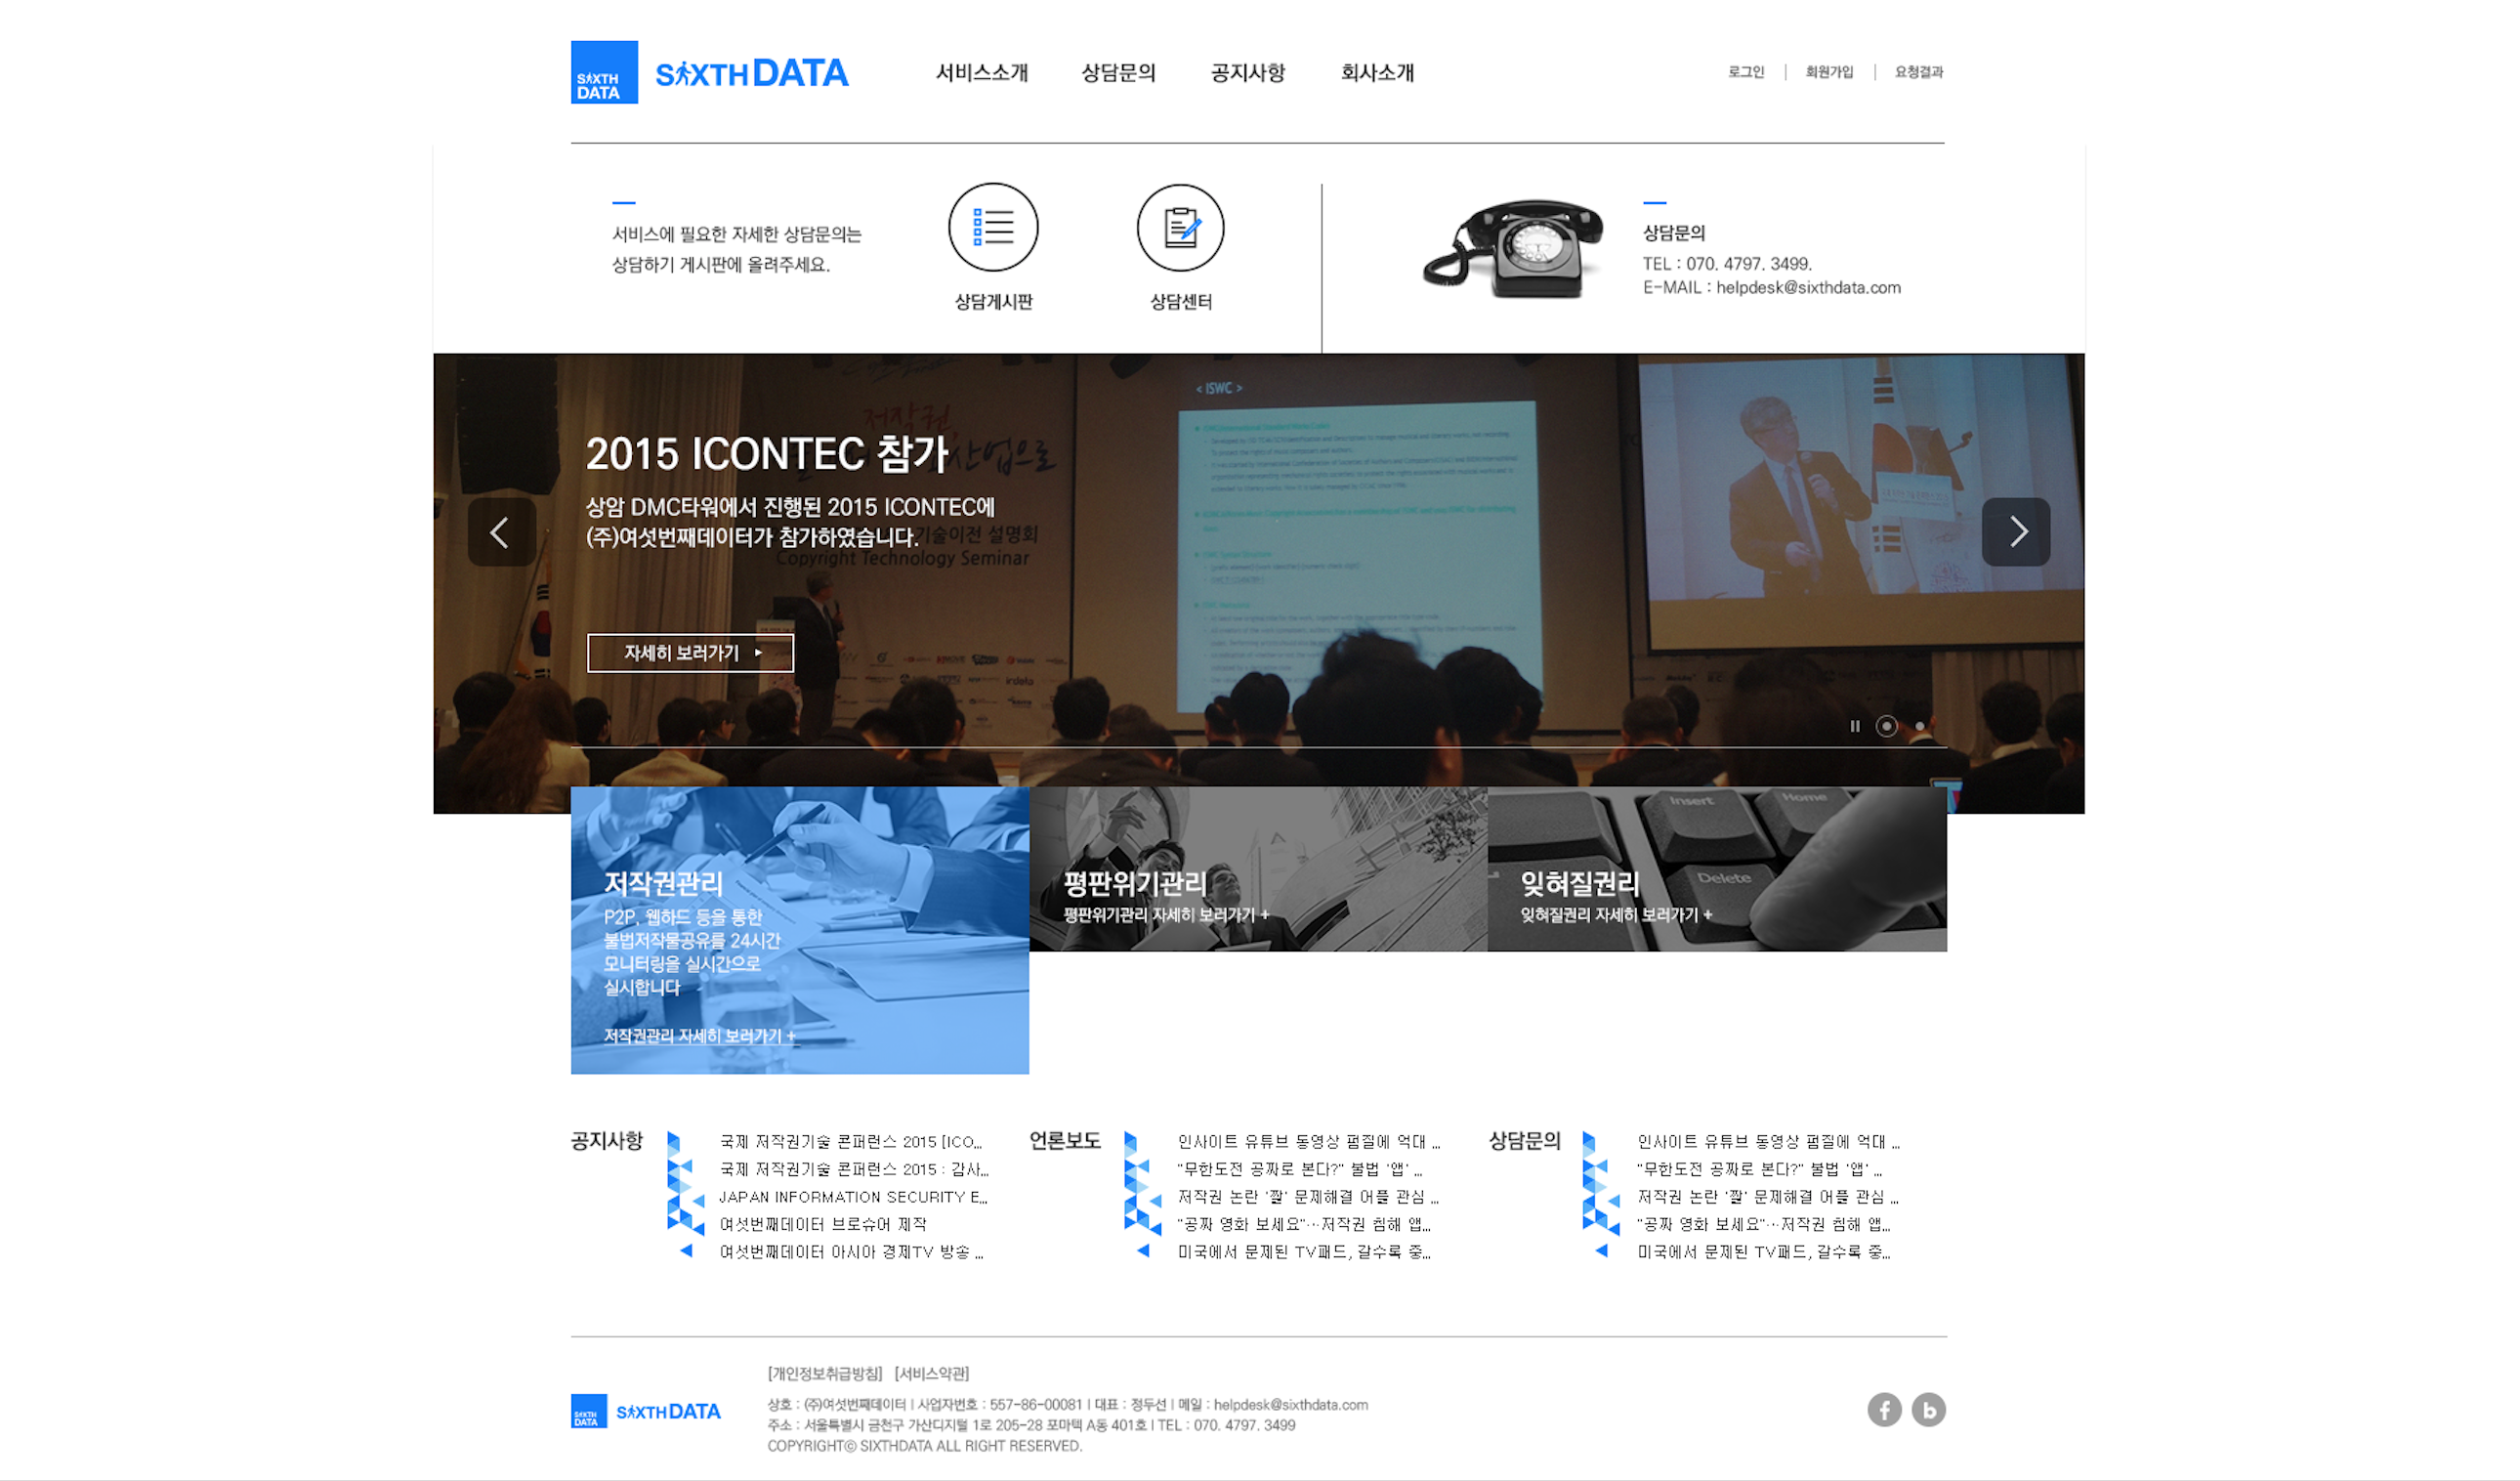 SIXTH
DATA
SIXTH DATA
서비스소개
상담문의
공지사항
회사소개
로그인
회원가입
요청결과
서비스에 필요한 자세한 상담문의는
상담하기 게시판에 올려주세요.
상담게시판
상담센터
상담문의
TEL : 070. 4797. 3499.
E-MAIL : helpdesk@sixthdata.com
< ISWC >
저작권,
산업으로
2015 ICONTEC 참가
상암 DMC타워에서 진행된 2015 ICONTEC에
(주)여섯번째데이터가 참가하였습니다.
기술이전 설명회
Copyright Technology Seminar
자세히 보러가기
저작권관리
P2P, 웹하드 등을 통한
불법저작물공유를 24시간
모니터링을 실시간으로
실시합니다
저작권관리 자세히 보러가기 +
평판위기관리
평판위기관리 자세히 보러가기 +
Insert
Home
Delete
잊혀질권리
잊혀질권리 자세히 보러가기 +
공지사항
국제 저작권기술 콘퍼런스 2015 [ICO...
국제 저작권기술 콘퍼런스 2015 : 감사...
JAPAN INFORMATION SECURITY E...
여섯번째데이터 브로슈어 제작
여섯번째데이터 아시아 경제TV 방송 ...
언론보도
인사이트 유튜브 동영상 펌질에 억대 ...
"무한도전 공짜로 본다?" 불법 '앱' ...
저작권 논란 '짤' 문제해결 어플 관심 ...
"공짜 영화 보세요"…저작권 침해 앱...
미국에서 문제된 TV패드, 갈수록 중...
상담문의
인사이트 유튜브 동영상 펌질에 억대 ...
"무한도전 공짜로 본다?" 불법 '앱' ...
저작권 논란 '짤' 문제해결 어플 관심 ...
"공짜 영화 보세요"…저작권 침해 앱...
미국에서 문제된 TV패드, 갈수록 중...
SIXTH
DATA
SIXTH DATA
[개인정보취급방침] [서비스약관]
상호 : (주)여섯번째데이터 | 사업자번호 : 557-86-00081 | 대표 : 정두선 | 메일 : helpdesk@sixthdata.com
주소 : 서울특별시 금천구 가산디지털 1로 205-28 포마텍 A동 401호 | TEL : 070. 4797. 3499
COPYRIGHTⓒ SIXTHDATA ALL RIGHT RESERVED.